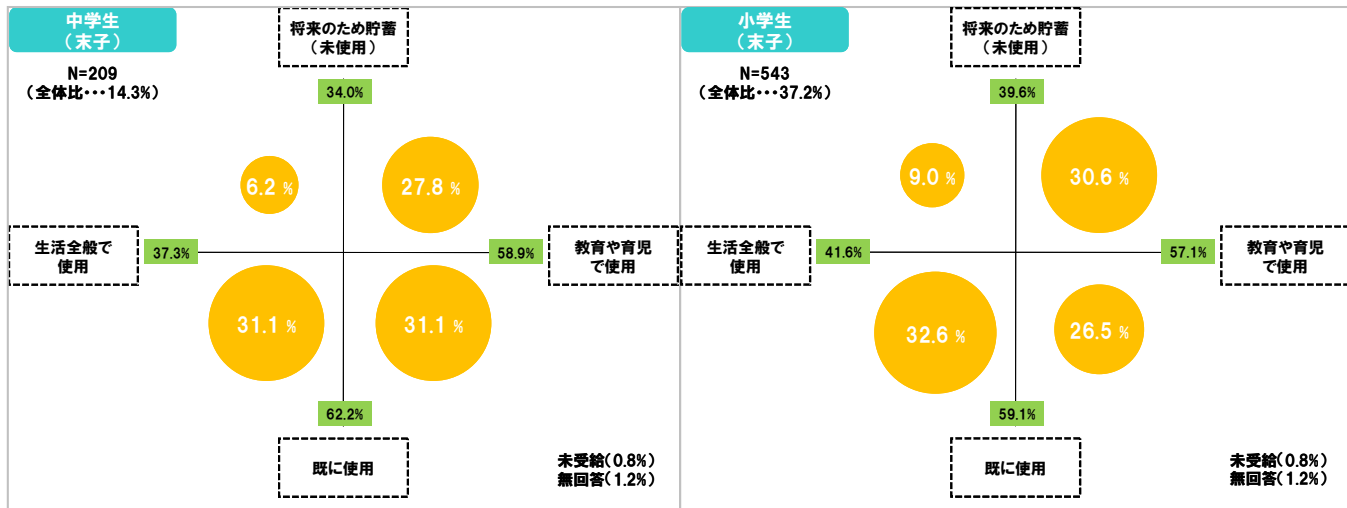 中学生
（末子）
N=209
（全体比・・・14.3%）
将来のため貯蓄
（未使用）
34.0%
6.2 %
27.8 %
生活全般で
使用
37.3%
58.9%
教育や育児
で使用
31.1 %
31.1 %
62.2%
既に使用
未受給（0.8%）
無回答（1.2%）
小学生
（末子）
N=543
（全体比・・・37.2%）
将来のため貯蓄
（未使用）
39.6%
9.0 %
30.6 %
生活全般で
使用
41.6%
57.1%
教育や育児
で使用
32.6 %
26.5 %
59.1%
既に使用
未受給（0.8%）
無回答（1.2%）